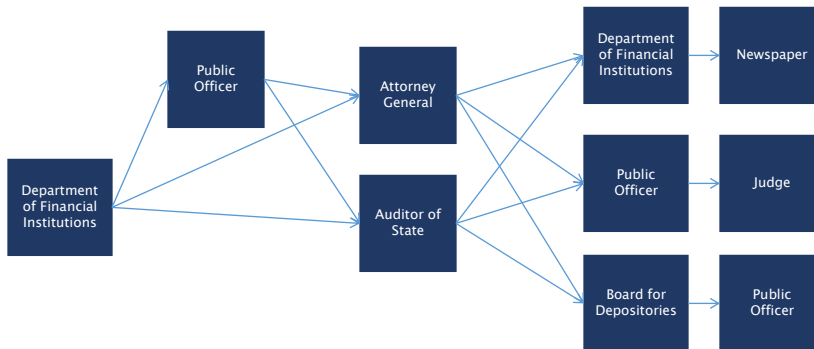 Department
of Financial
Institutions
Public
Officer
Attorney
General
Auditor of
State
Department
of Financial
Institutions
Newspaper
Public
Officer
Judge
Board for
Depositories
Public
Officer